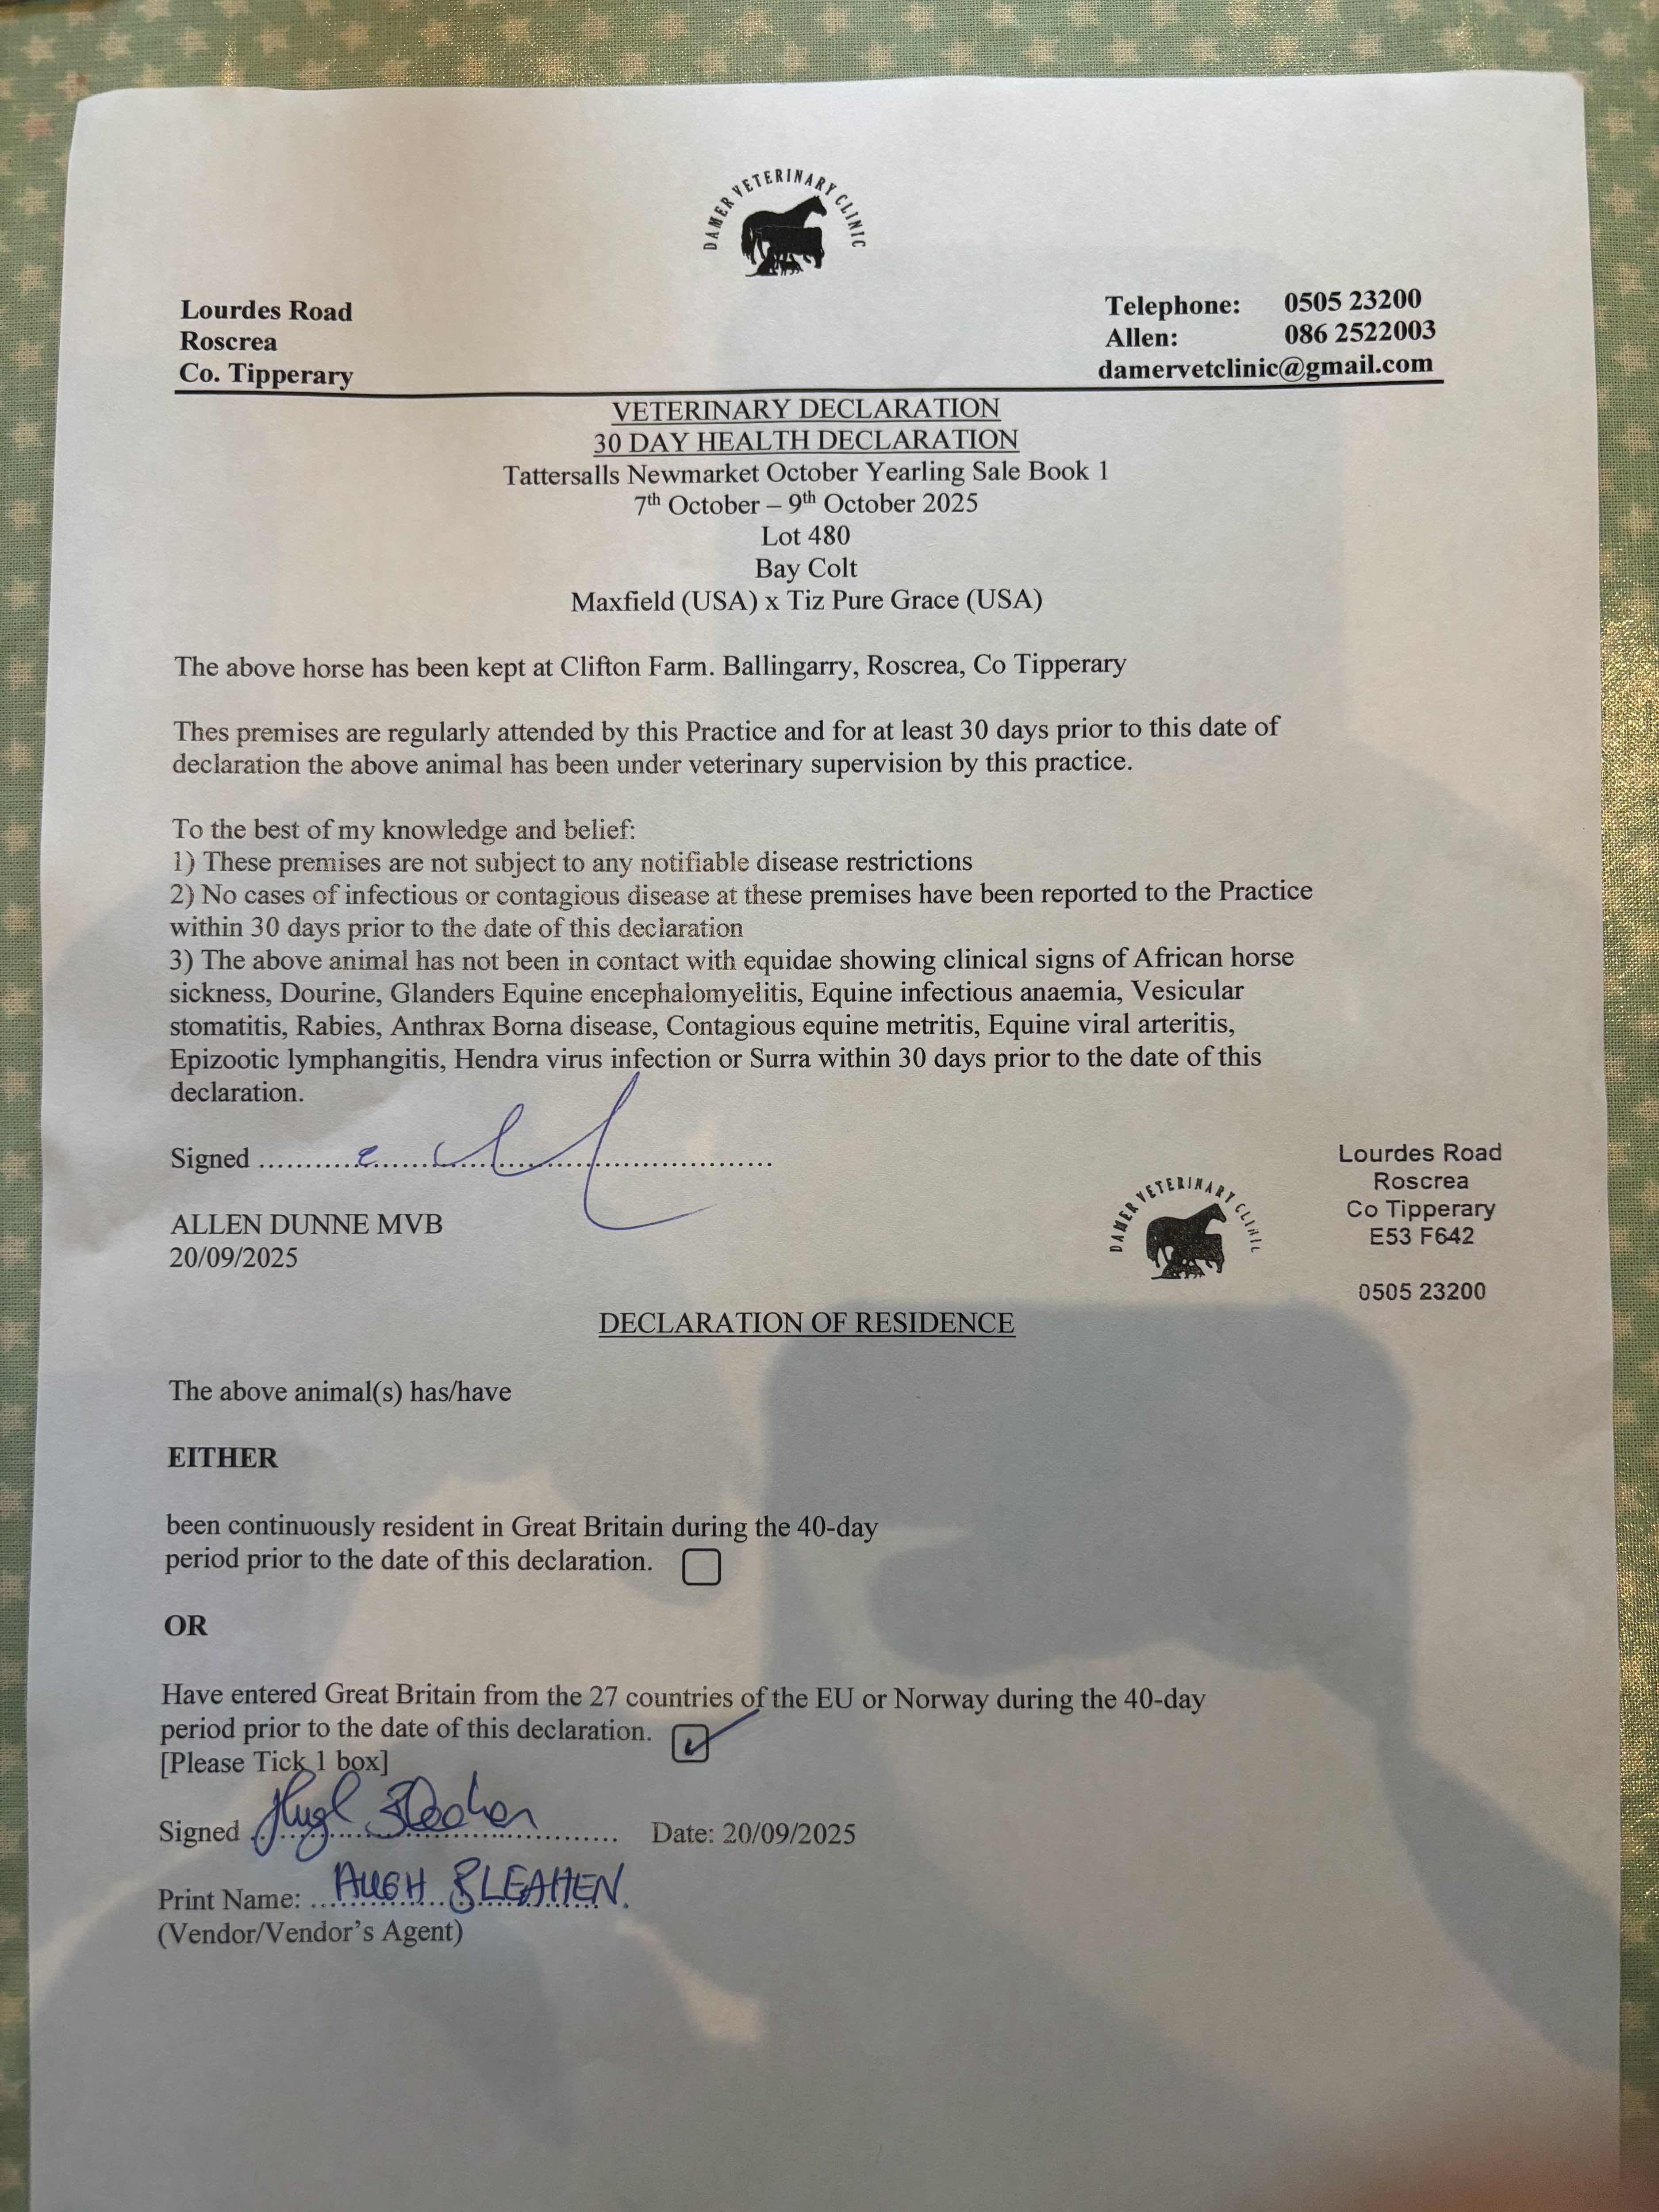 DAMER VETERINARY CLINIC
Lourdes Road
Roscrea
Co. Tipperary
Telephone: 0505 23200
Allen: 086 2522003
damervetclinic@gmail.com
VETERINARY DECLARATION
30 DAY HEALTH DECLARATION
Tattersalls Newmarket October Yearling Sale Book 1
7th October – 9th October 2025
Lot 480
Bay Colt
Maxfield (USA) x Tiz Pure Grace (USA)
The above horse has been kept at Clifton Farm. Ballingarry, Roscrea, Co Tipperary
Thes premises are regularly attended by this Practice and for at least 30 days prior to this date of
declaration the above animal has been under veterinary supervision by this practice.
To the best of my knowledge and belief:
1) These premises are not subject to any notifiable disease restrictions
2) No cases of infectious or contagious disease at these premises have been reported to the Practice
within 30 days prior to the date of this declaration
3) The above animal has not been in contact with equidae showing clinical signs of African horse
sickness, Dourine, Glanders Equine encephalomyelitis, Equine infectious anaemia, Vesicular
stomatitis, Rabies, Anthrax Borna disease, Contagious equine metritis, Equine viral arteritis,
Epizootic lymphangitis, Hendra virus infection or Surra within 30 days prior to the date of this
declaration.
Signed
ALLEN DUNNE MVB
20/09/2025
DAMER VETERINARY CLINIC
Lourdes Road
Roscrea
Co Tipperary
E53 F642
0505 23200
DECLARATION OF RESIDENCE
The above animal(s) has/have
EITHER
been continuously resident in Great Britain during the 40-day
period prior to the date of this declaration.
OR
Have entered Great Britain from the 27 countries of the EU or Norway during the 40-day
period prior to the date of this declaration.
[Please Tick 1 box]
Signed Hugh Bleahen Date: 20/09/2025
Print Name: HUGH BLEAHEN.
(Vendor/Vendor's Agent)